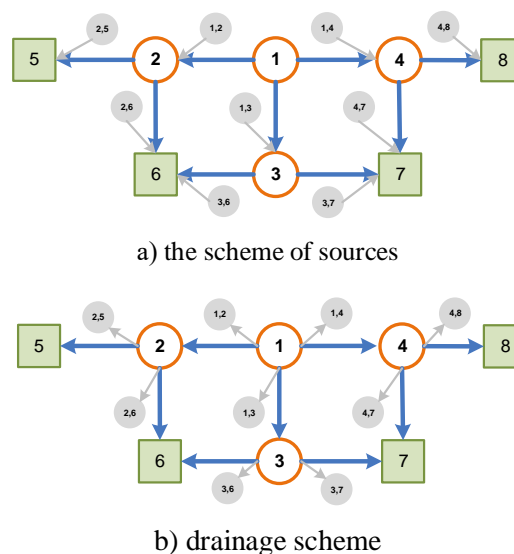 2,5 1,2 1,4 4,8
5 2 1 4 8
2,6 1,3 4,7
6 3 7
3,6 3,7
a) the scheme of sources
2,5 1,2 1,4 4,8
5 2 1 4 8
2,6 1,3 4,7
6 3 7
3,6 3,7
b) drainage scheme